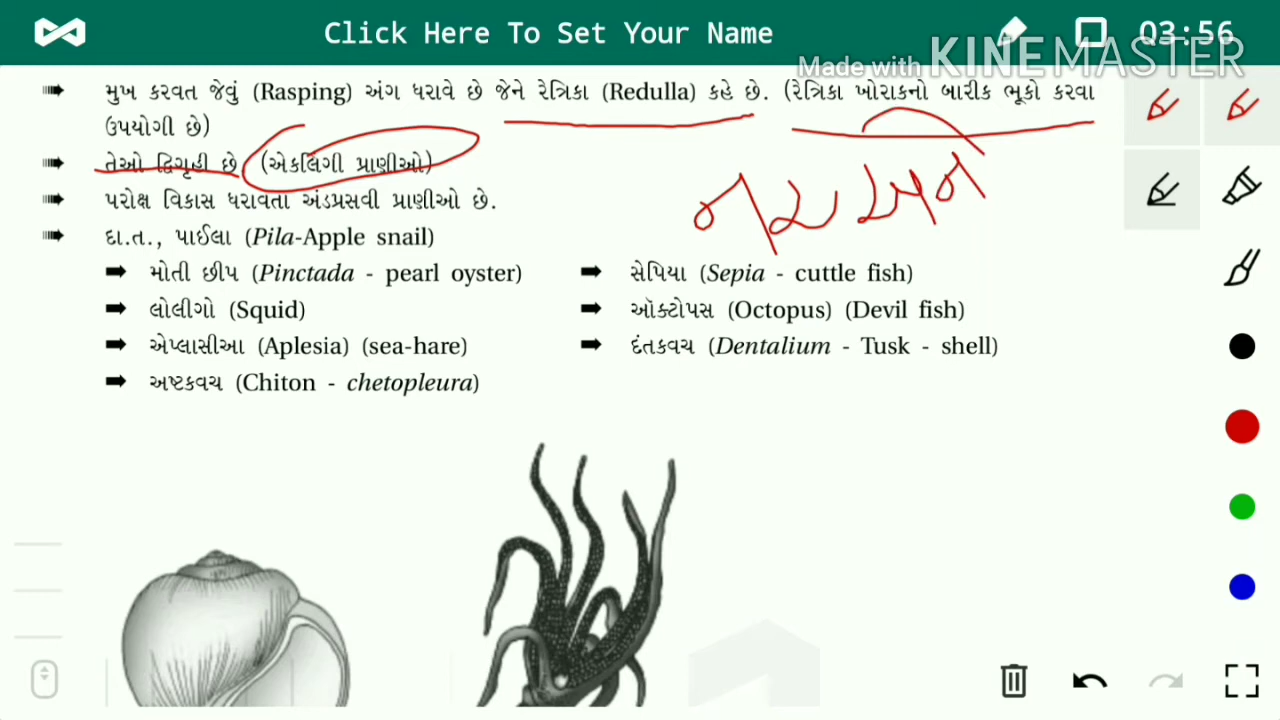 Click Here To Set Your Name
03:56
Made with KINEMASTER
➠ મુખ કરવત જેવું (Rasping) અંગ ધરાવે છે જેને રેત્રિકા (Redulla) કહે છે. (રેત્રિકા ખોરાકનો બારીક ભૂકો કરવા
ઉપયોગી છે)
➠ તેઓ દ્વિગૃહી છે (એકલિંગી પ્રાણીઓ)
➠ પરોક્ષ વિકાસ ધરાવતા અંડપ્રસવી પ્રાણીઓ છે.
➠ દા.ત., પાઈલા (Pila-Apple snail)
➡ મોતી છીપ (Pinctada - pearl oyster) ➡ સેપિયા (Sepia - cuttle fish)
➡ લોલીગો (Squid) ➡ ઑક્ટોપસ (Octopus) (Devil fish)
➡ એપ્લાસીઆ (Aplesia) (sea-hare) ➡ દંતકવચ (Dentalium - Tusk - shell)
➡ અષ્ટકવચ (Chiton - chetopleura)